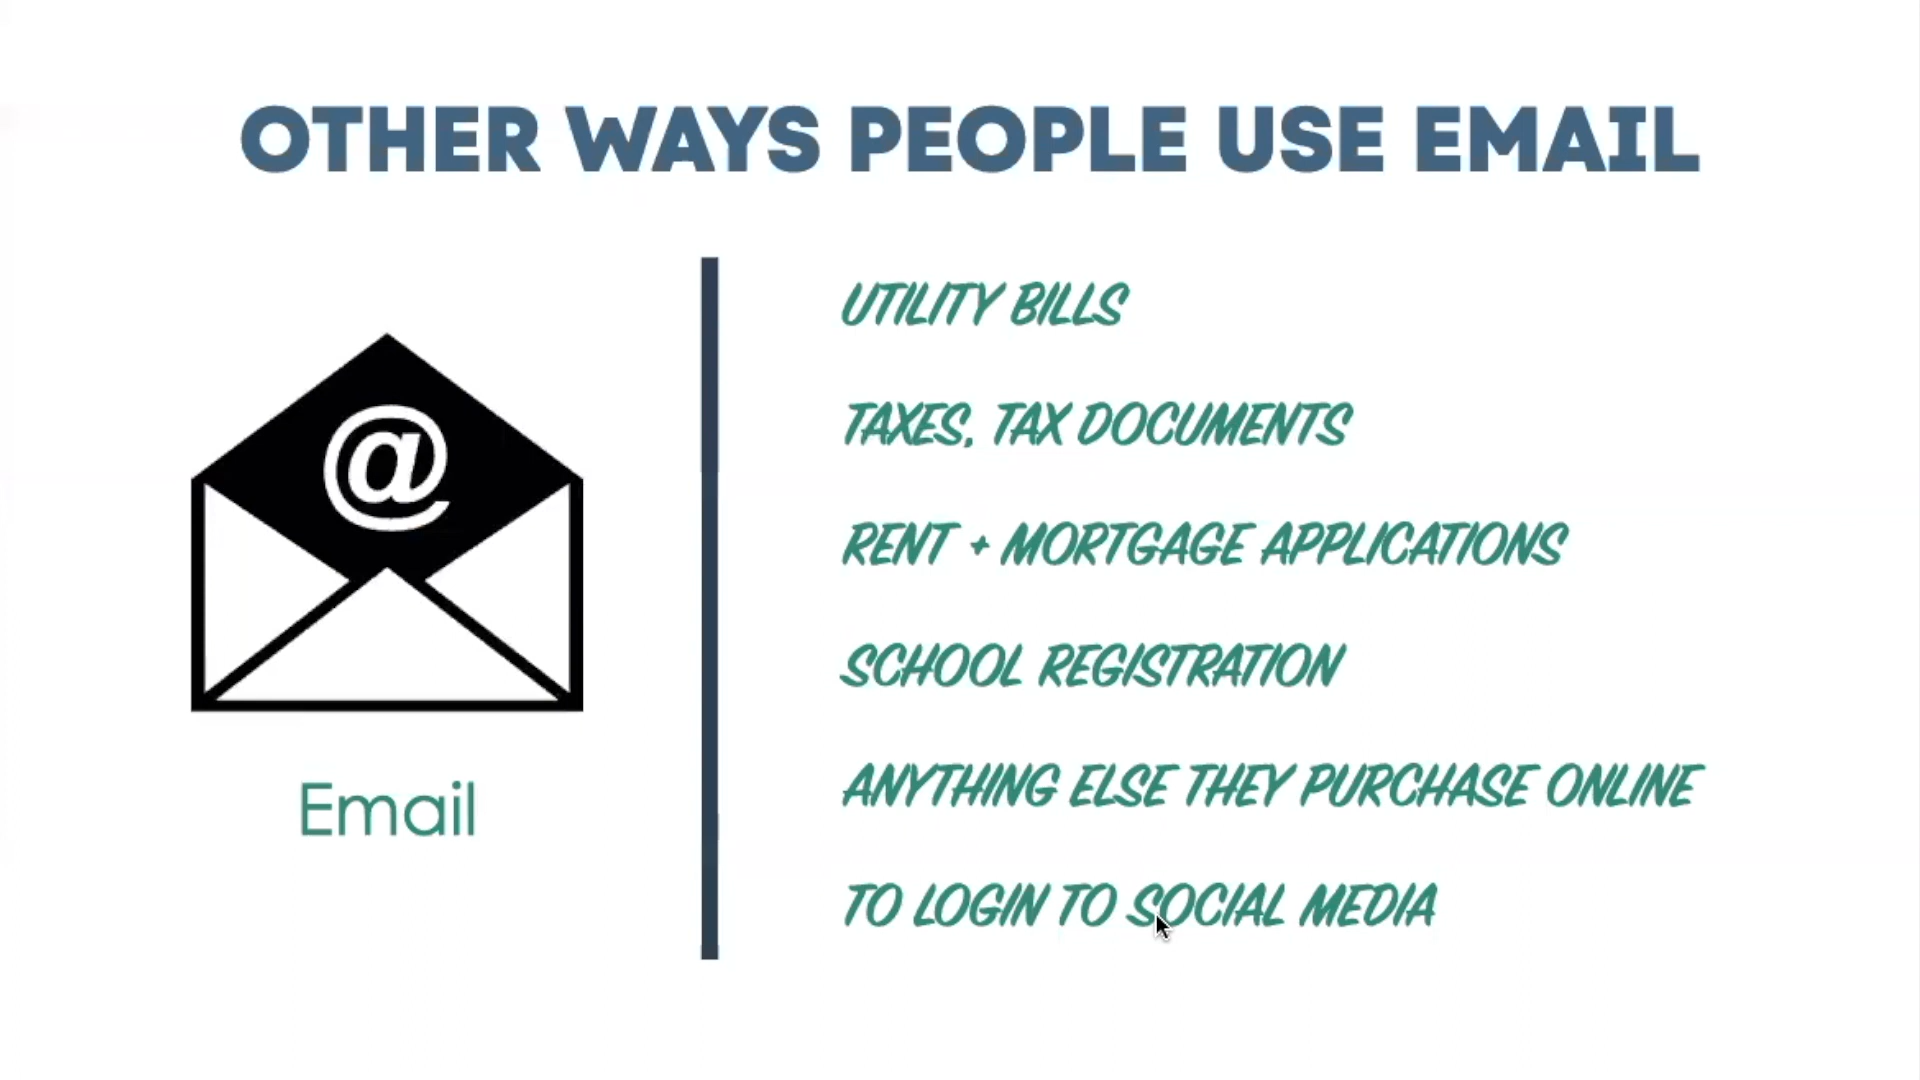 OTHER WAYS PEOPLE USE EMAIL
@
Email
UTILITY BILLS
TAXES, TAX DOCUMENTS
RENT + MORTGAGE APPLICATIONS
SCHOOL REGISTRATION
ANYTHING ELSE THEY PURCHASE ONLINE
TO LOGIN TO SOCIAL MEDIA